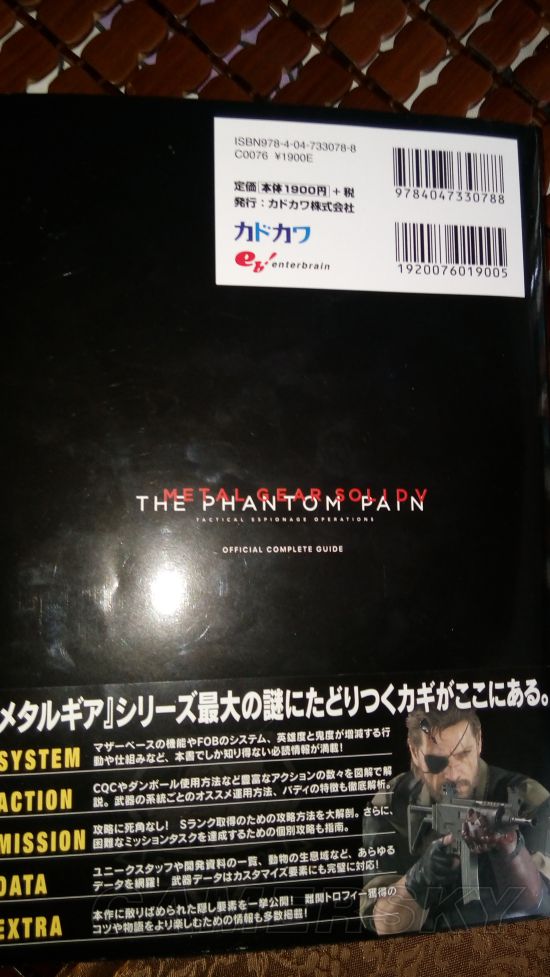 ISBN978-4-04-733078-8
C0076 ¥1900E
定価[本体1900円]+税
発行：カドカワ株式会社
9784047330788
カドカワ
eb! enterbrain
1920076019005
METAL GEAR SOLID V
THE PHANTOM PAIN
TACTICAL ESPIONAGE OPERATIONS
OFFICIAL COMPLETE GUIDE
メタルギア』シリーズ最大の謎にたどりつくカギがここにある。
SYSTEM
マザーベースの機能やFOBのシステム、英雄度と鬼度が増減する行
動や仕組みなど、本書でしか知り得ない必読情報が満載！
ACTION
CQCやダンボール使用方法など豊富なアクションの数々を図解で解
説。武器の系統ごとのオススメ運用方法、バディの特徴も徹底解析。
MISSION
攻略に死角なし！ Sランク取得のための攻略方法を大解剖。さらに、
困難なミッションタスクを達成するための個別攻略も指南。
DATA
ユニークスタッフや開発資料の一覧、動物の生息域など、あらゆる
データを網羅！ 武器データはカスタマイズ要素にも完璧に対応！
EXTRA
本作に散りばめられた隠し要素を一挙公開！ 難関トロフィー獲得の
コツや物語をより楽しむための情報も多数掲載！
GAMERSKY